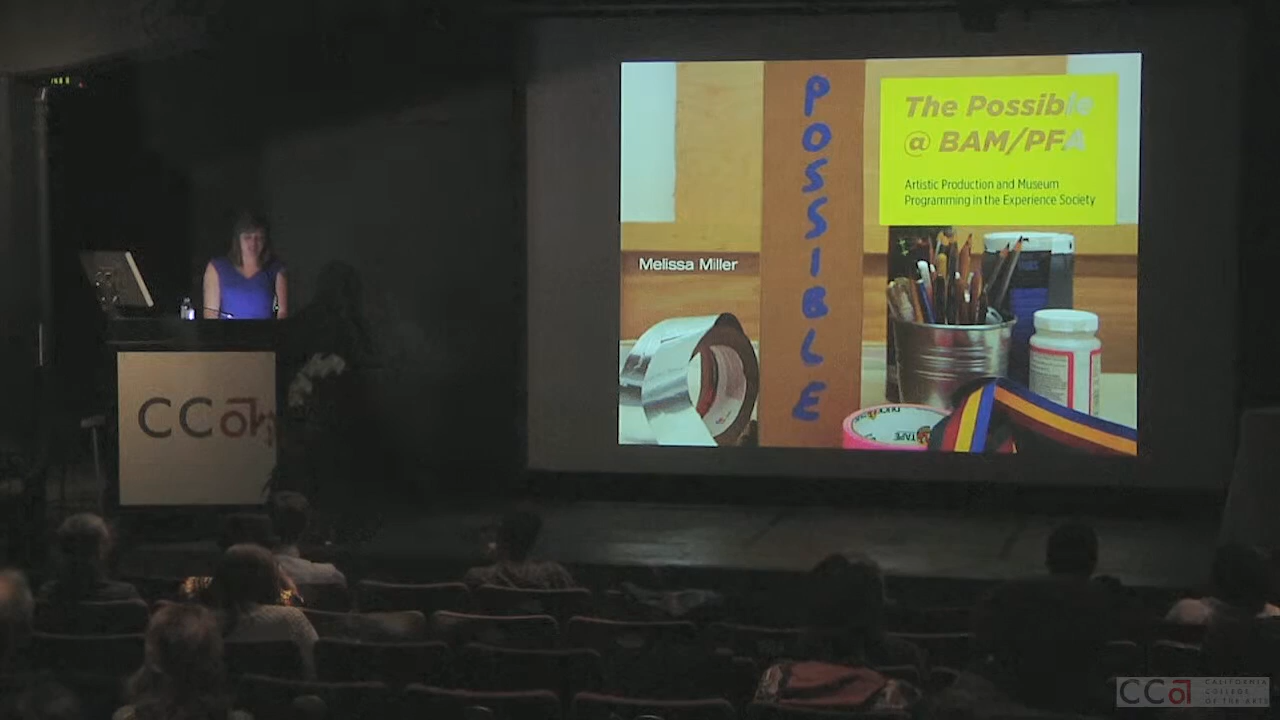 The Possible
@ BAM/PFA
Artistic Production and Museum
Programming in the Experience Society
POSSIBLE
Melissa Miller
TAPE
CCa
CCa
CALIFORNIA
COLLEGE
OF THE ARTS